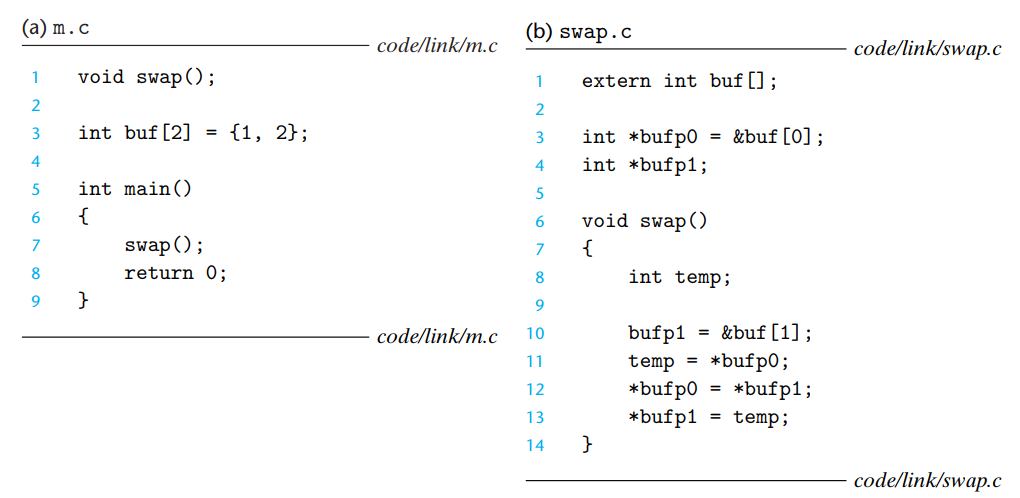 (a) m.c
code/link/m.c
1 void swap();
2
3 int buf[2] = {1, 2};
4
5 int main()
6 {
7 swap();
8 return 0;
9 }
code/link/m.c
(b) swap.c
code/link/swap.c
1 extern int buf[];
2
3 int *bufp0 = &buf[0];
4 int *bufp1;
5
6 void swap()
7 {
8 int temp;
9
10 bufp1 = &buf[1];
11 temp = *bufp0;
12 *bufp0 = *bufp1;
13 *bufp1 = temp;
14 }
code/link/swap.c